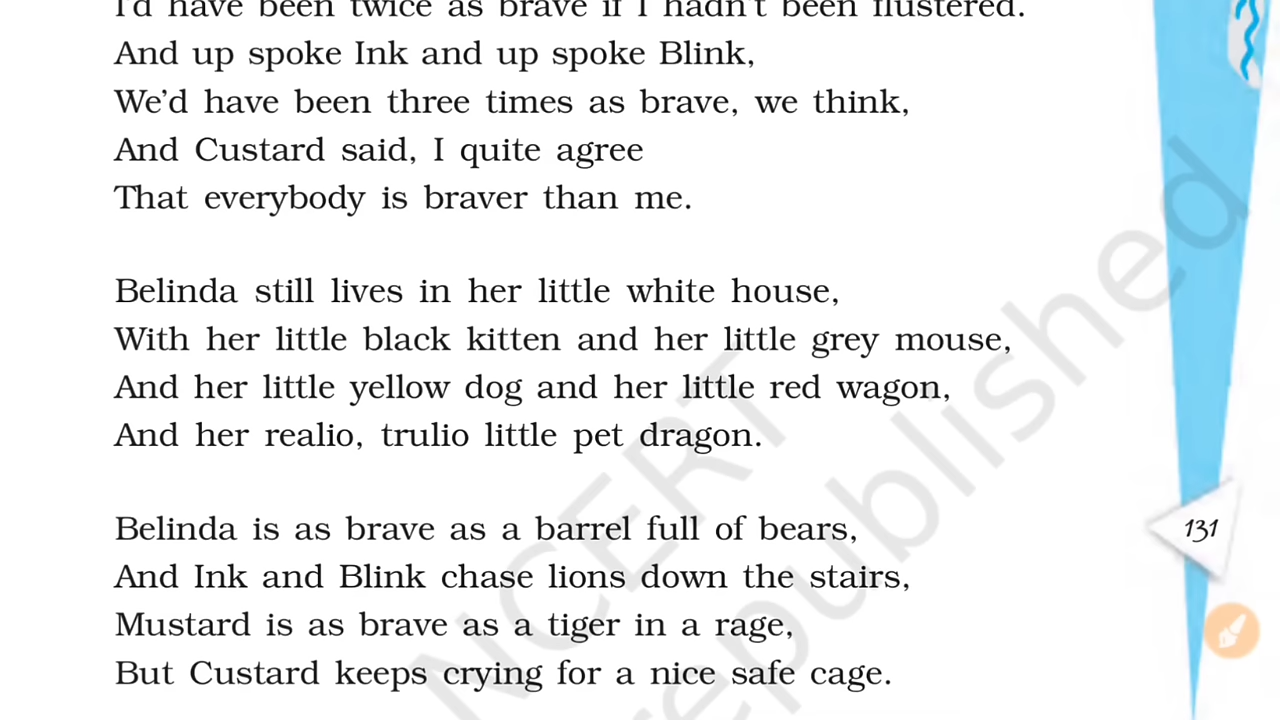 I'd have been twice as brave if I hadn't been flustered.
And up spoke Ink and up spoke Blink,
We'd have been three times as brave, we think,
And Custard said, I quite agree
That everybody is braver than me.
Belinda still lives in her little white house,
With her little black kitten and her little grey mouse,
And her little yellow dog and her little red wagon,
And her realio, trulio little pet dragon.
Belinda is as brave as a barrel full of bears,
And Ink and Blink chase lions down the stairs,
Mustard is as brave as a tiger in a rage,
But Custard keeps crying for a nice safe cage.
131
NCERT
republished